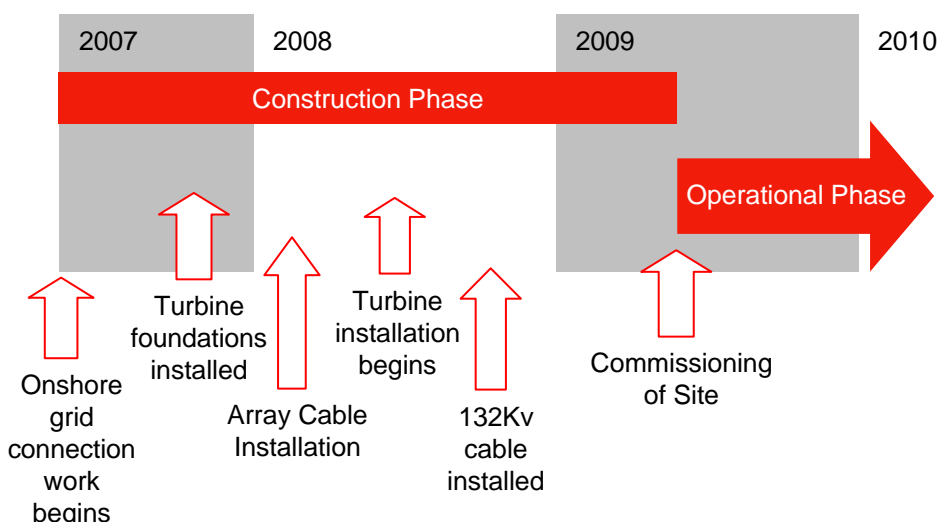 2007
2008
2009
2010
Construction Phase
Operational Phase
Onshore
grid
connection
work
begins
Turbine
foundations
installed
Array Cable
Installation
Turbine
installation
begins
132Kv
cable
installed
Commissioning
of Site